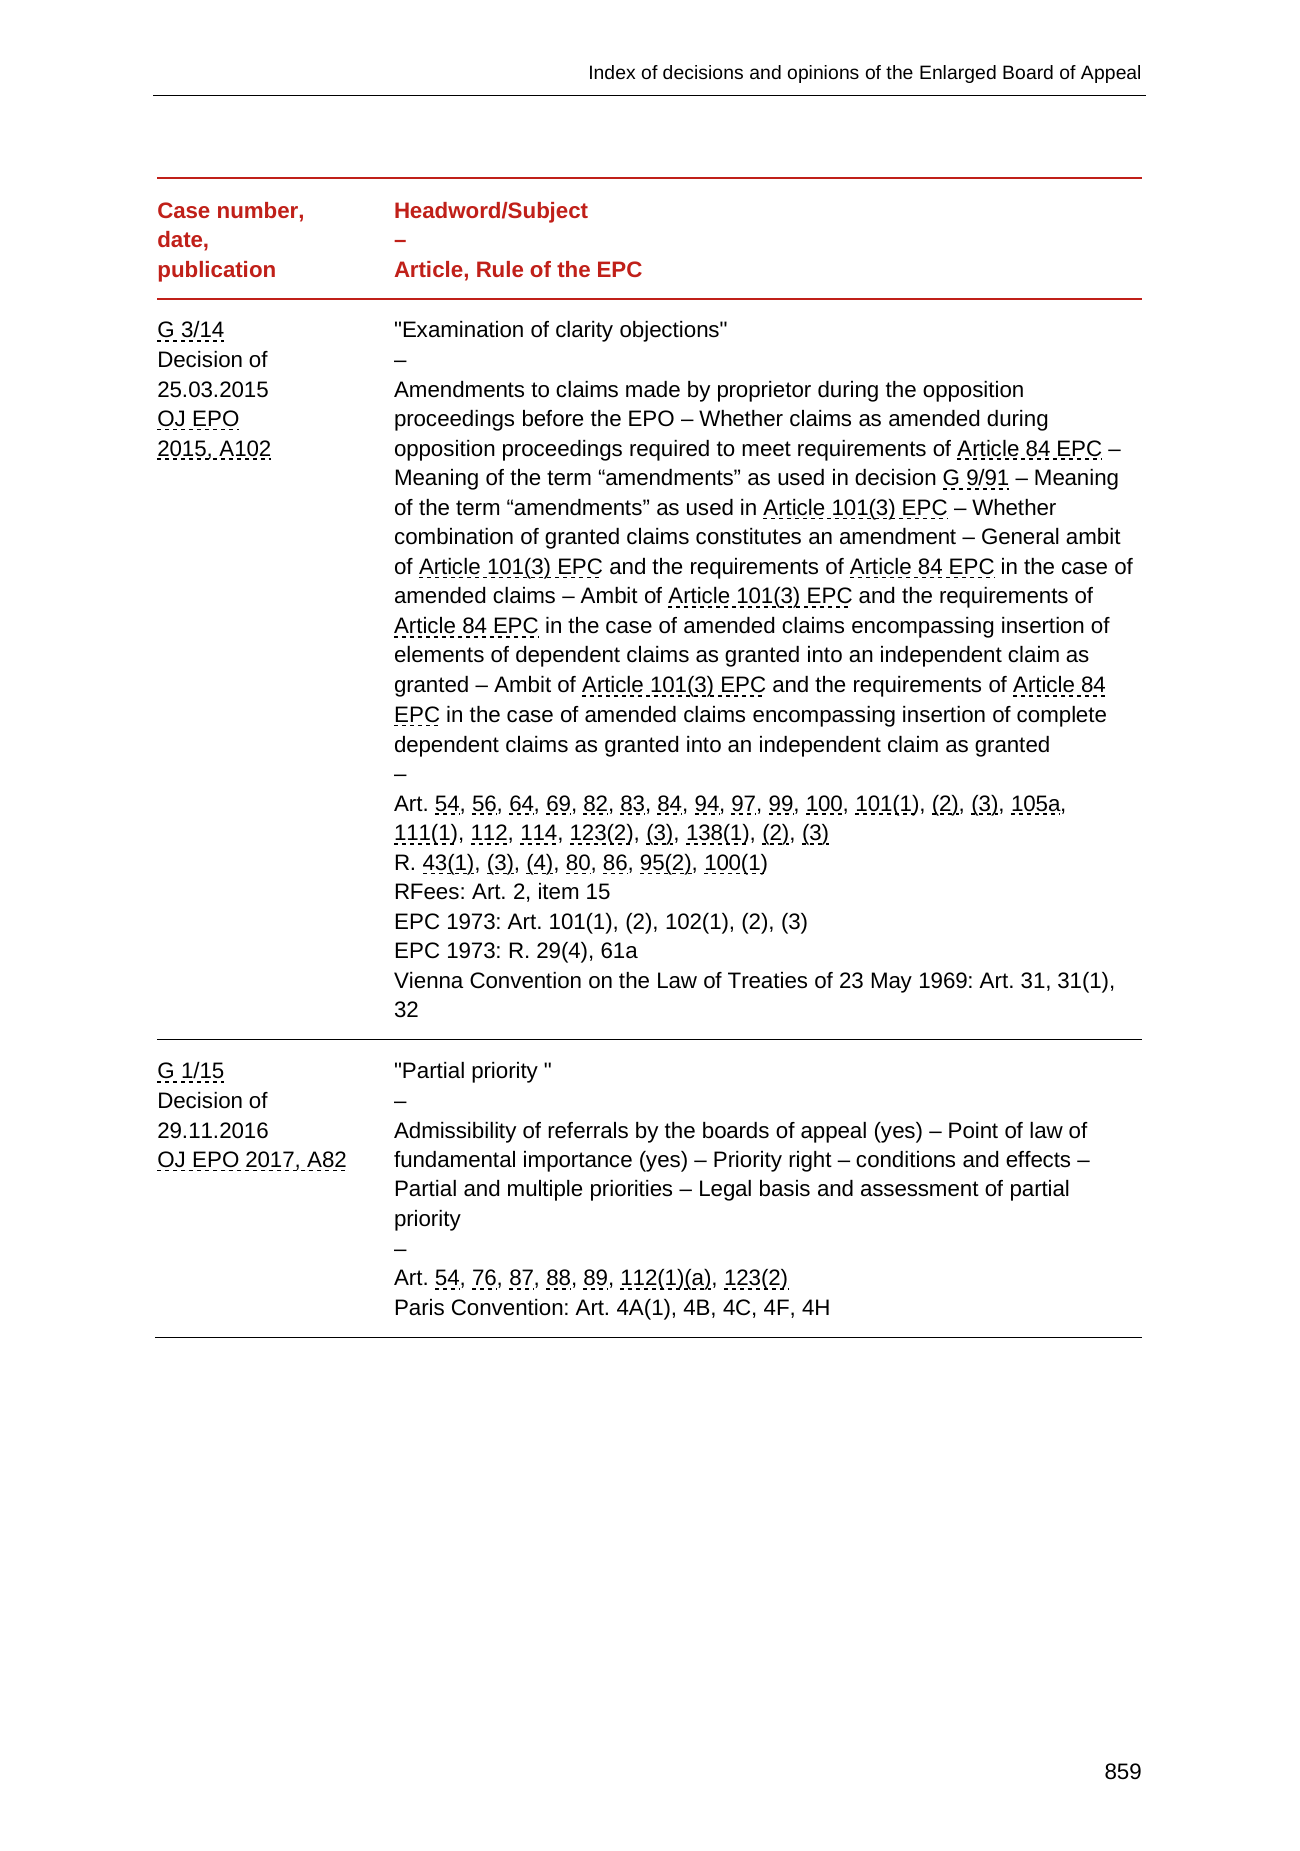 Index of decisions and opinions of the Enlarged Board of Appeal
Case number,
date,
publication
Headword/Subject
–
Article, Rule of the EPC
G 3/14
Decision of
25.03.2015
OJ EPO
2015, A102
"Examination of clarity objections"
–
Amendments to claims made by proprietor during the opposition
proceedings before the EPO – Whether claims as amended during
opposition proceedings required to meet requirements of Article 84 EPC –
Meaning of the term “amendments” as used in decision G 9/91 – Meaning
of the term “amendments” as used in Article 101(3) EPC – Whether
combination of granted claims constitutes an amendment – General ambit
of Article 101(3) EPC and the requirements of Article 84 EPC in the case of
amended claims – Ambit of Article 101(3) EPC and the requirements of
Article 84 EPC in the case of amended claims encompassing insertion of
elements of dependent claims as granted into an independent claim as
granted – Ambit of Article 101(3) EPC and the requirements of Article 84
EPC in the case of amended claims encompassing insertion of complete
dependent claims as granted into an independent claim as granted
–
Art. 54, 56, 64, 69, 82, 83, 84, 94, 97, 99, 100, 101(1), (2), (3), 105a,
111(1), 112, 114, 123(2), (3), 138(1), (2), (3)
R. 43(1), (3), (4), 80, 86, 95(2), 100(1)
RFees: Art. 2, item 15
EPC 1973: Art. 101(1), (2), 102(1), (2), (3)
EPC 1973: R. 29(4), 61a
Vienna Convention on the Law of Treaties of 23 May 1969: Art. 31, 31(1),
32
G 1/15
Decision of
29.11.2016
OJ EPO 2017, A82
"Partial priority "
–
Admissibility of referrals by the boards of appeal (yes) – Point of law of
fundamental importance (yes) – Priority right – conditions and effects –
Partial and multiple priorities – Legal basis and assessment of partial
priority
–
Art. 54, 76, 87, 88, 89, 112(1)(a), 123(2)
Paris Convention: Art. 4A(1), 4B, 4C, 4F, 4H
859